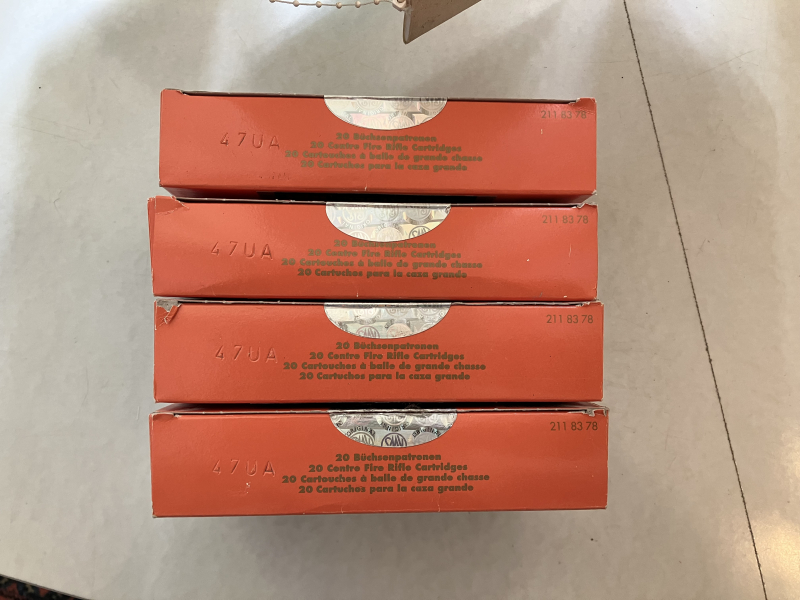 211 83 78
47UA
20 Büchsenpatronen
20 Centre Fire Rifle Cartridges
20 Cartouches à balle de grande chasse
20 Cartuchos para la caza grande
211 83 78
47UA
20 Büchsenpatronen
20 Centre Fire Rifle Cartridges
20 Cartouches à balle de grande chasse
20 Cartuchos para la caza grande
211 83 78
47UA
20 Büchsenpatronen
20 Centre Fire Rifle Cartridges
20 Cartouches à balle de grande chasse
20 Cartuchos para la caza grande
ORIGINAL
211 83 78
47UA
20 Büchsenpatronen
20 Centre Fire Rifle Cartridges
20 Cartouches à balle de grande chasse
20 Cartuchos para la caza grande